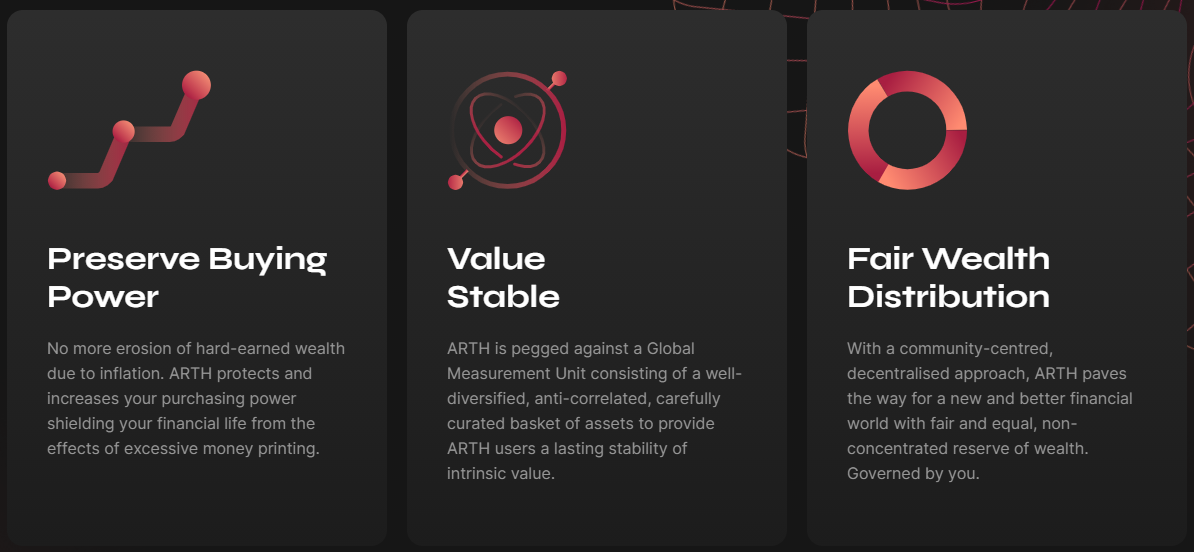 Preserve Buying
Power
No more erosion of hard-earned wealth
due to inflation. ARTH protects and
increases your purchasing power
shielding your financial life from the
effects of excessive money printing.
Value
Stable
ARTH is pegged against a Global
Measurement Unit consisting of a well-
diversified, anti-correlated, carefully
curated basket of assets to provide
ARTH users a lasting stability of
intrinsic value.
Fair Wealth
Distribution
With a community-centred,
decentralised approach, ARTH paves
the way for a new and better financial
world with fair and equal, non-
concentrated reserve of wealth.
Governed by you.